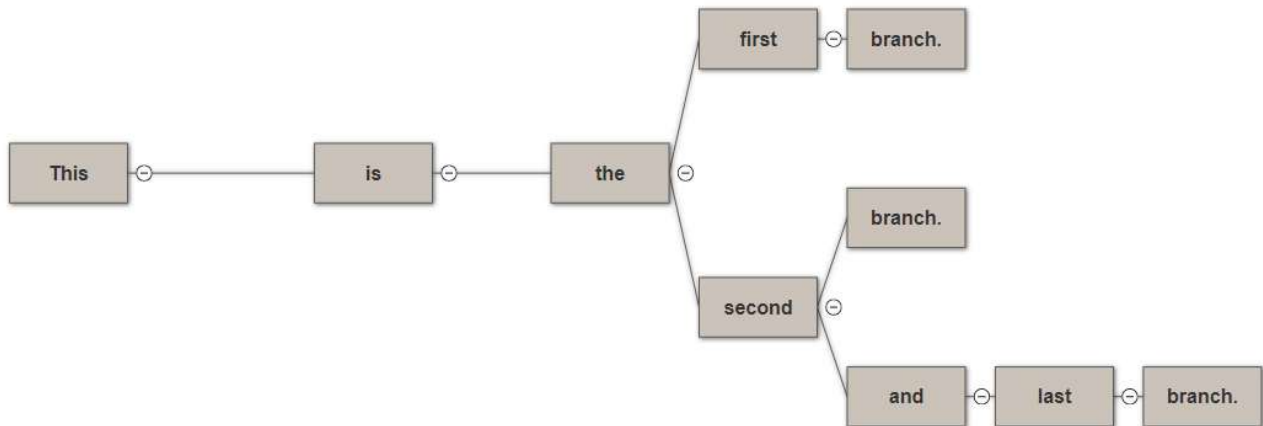 first
branch.
This
is
the
branch.
second
and
last
branch.